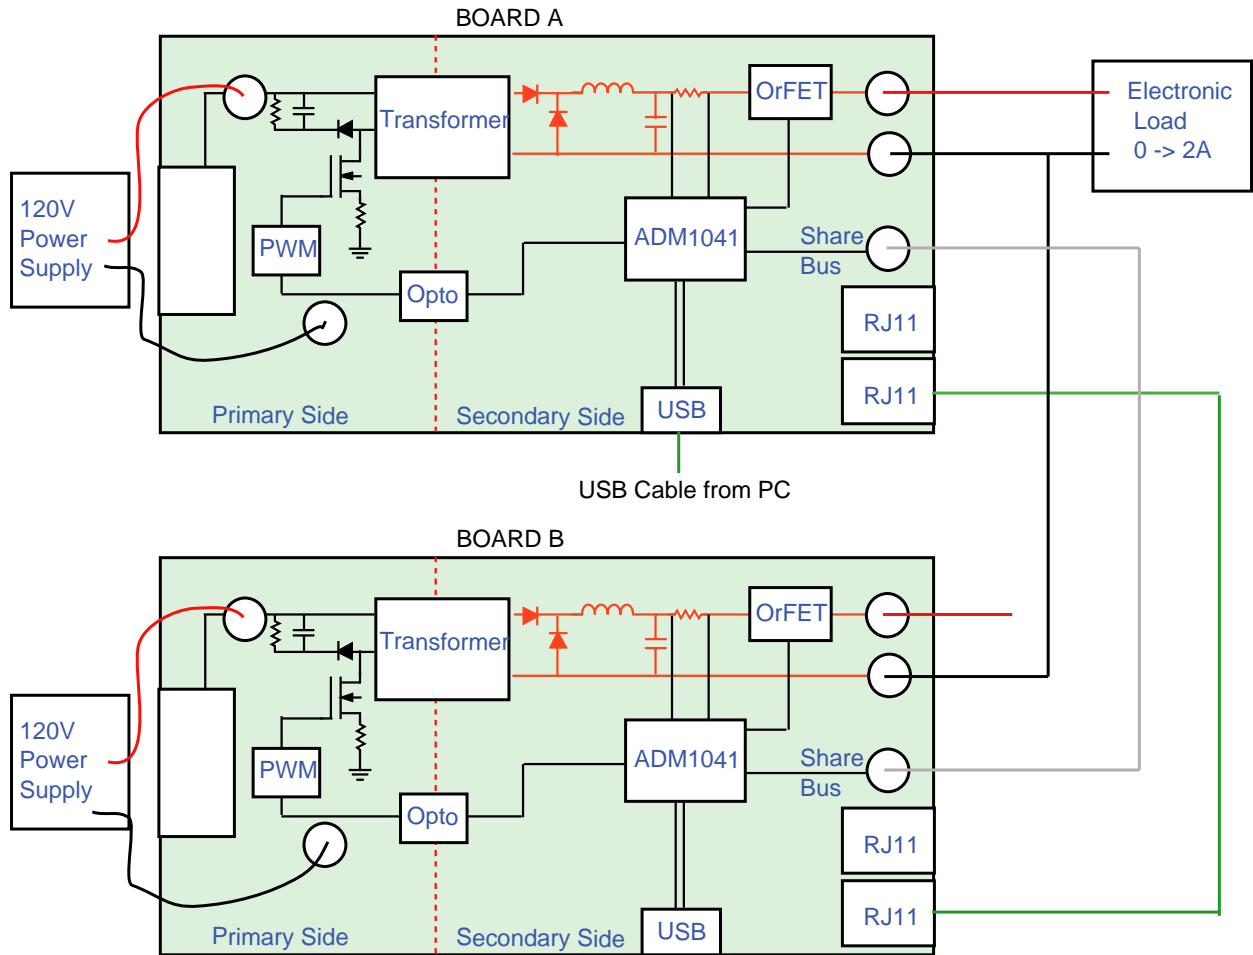 BOARD A
OrFET
Electronic
Load
0 -> 2A
Transformer
120V
Power
Supply
PWM
ADM1041
Share
Bus
Opto
RJ11
RJ11
Primary Side
Secondary Side
USB
USB Cable from PC
BOARD B
OrFET
Transformer
120V
Power
Supply
PWM
ADM1041
Share
Bus
Opto
RJ11
RJ11
Primary Side
Secondary Side
USB